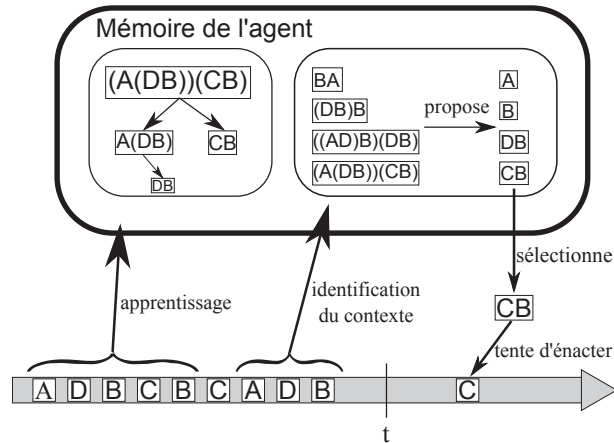 Mémoire de l'agent
(A(DB))(CB)
A(DB) CB
DB
BA A
(DB)B propose B
((AD)B)(DB) DB
(A(DB))(CB) CB
sélectionne
apprentissage
identification
du contexte
CB
tente d'énacter
A D B C B C A D B C
t